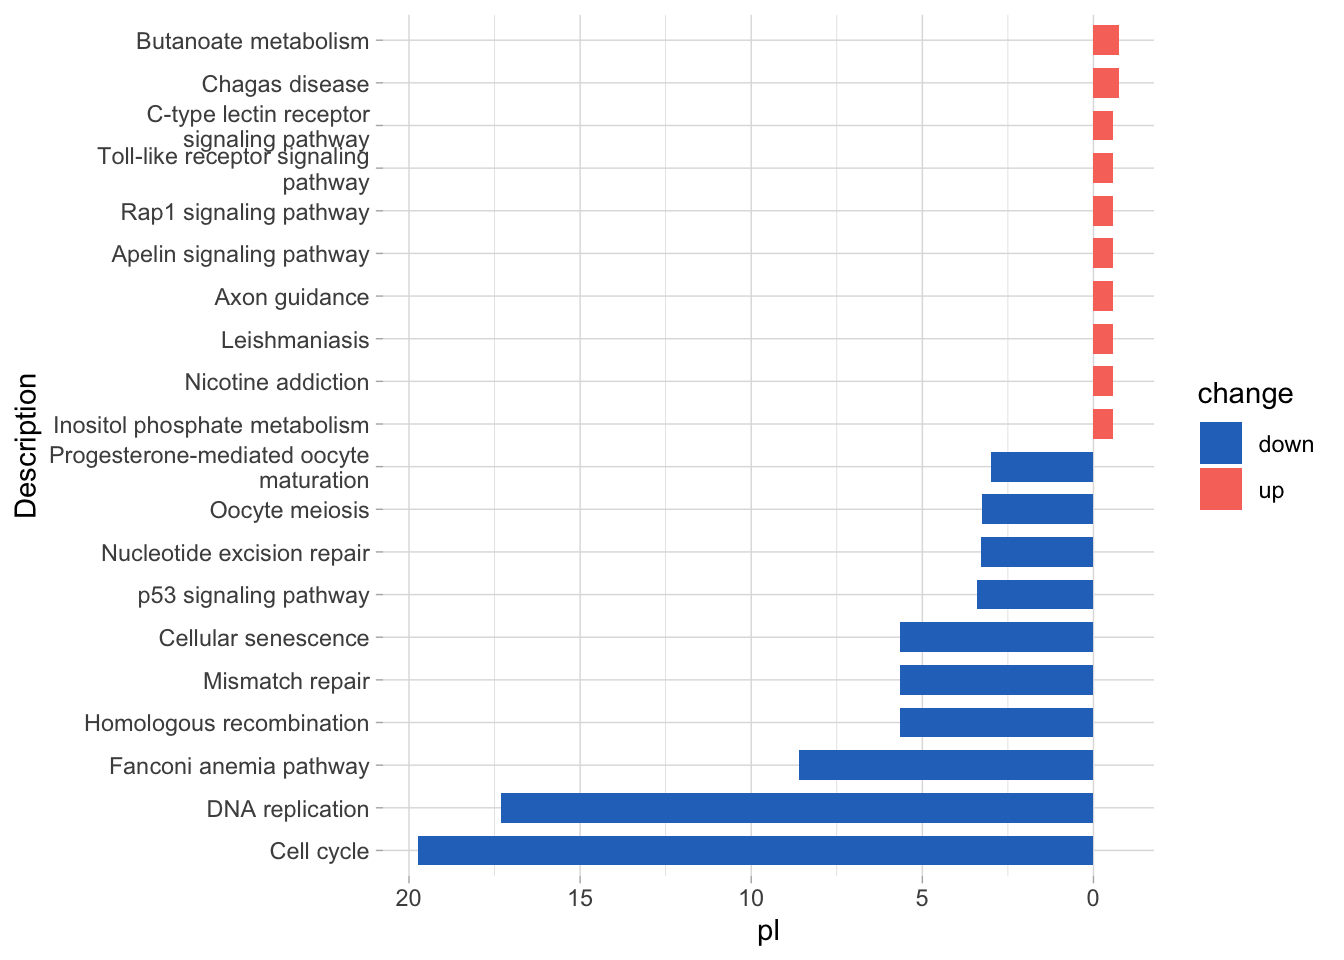 Butanoate metabolism
Chagas disease
C-type lectin receptor
signaling pathway
Toll-like receptor signaling
pathway
Rap1 signaling pathway
Apelin signaling pathway
Axon guidance
Leishmaniasis
Nicotine addiction
Inositol phosphate metabolism
Progesterone-mediated oocyte
maturation
Oocyte meiosis
Nucleotide excision repair
p53 signaling pathway
Cellular senescence
Mismatch repair
Homologous recombination
Fanconi anemia pathway
DNA replication
Cell cycle
Description
20 15 10 5 0
pl
change
down
up